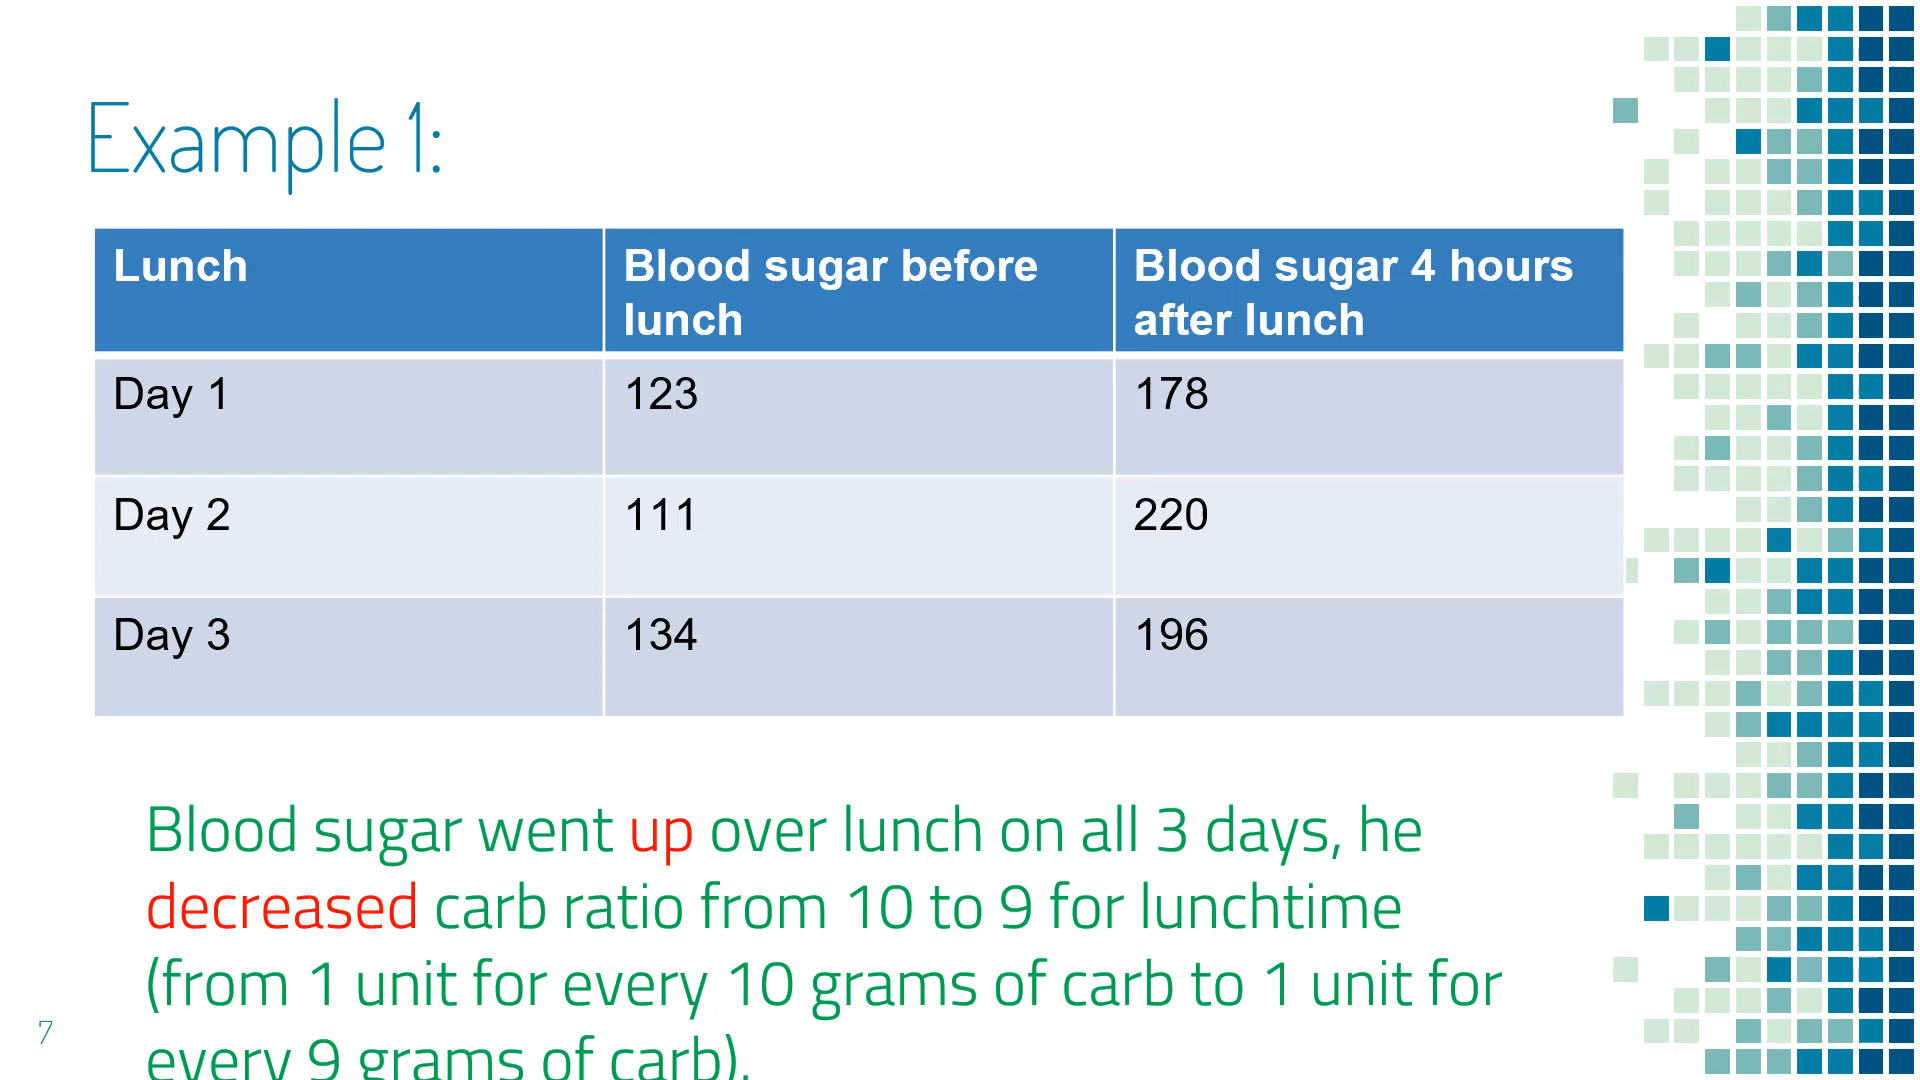 Example 1:
Lunch
Blood sugar before
lunch
Blood sugar 4 hours
after lunch
Day 1
123
178
Day 2
111
220
Day 3
134
196
Blood sugar went up over lunch on all 3 days, he
decreased carb ratio from 10 to 9 for lunchtime
(from 1 unit for every 10 grams of carb to 1 unit for
every 9 grams of carb).
7